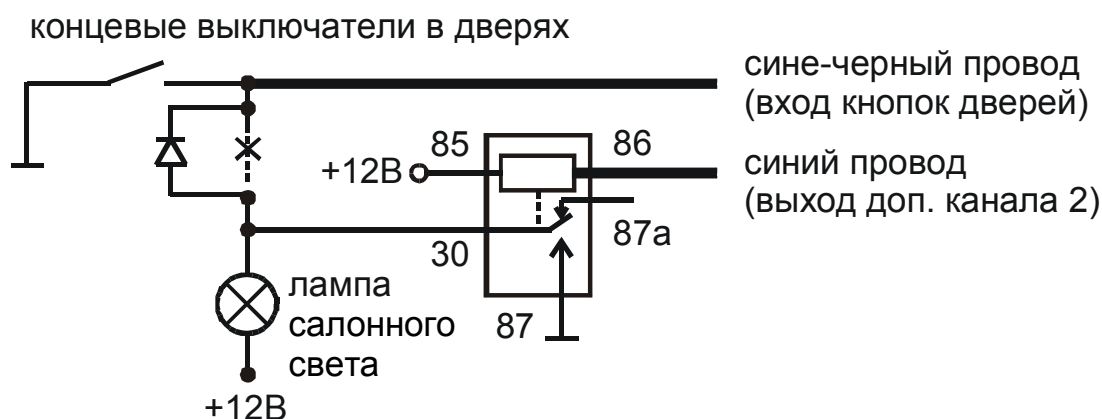 концевые выключатели в дверях
сине-черный провод
(вход кнопок дверей)
85
86
+12В
синий провод
(выход доп. канала 2)
87а
30
лампа
салонного
света
87
+12В